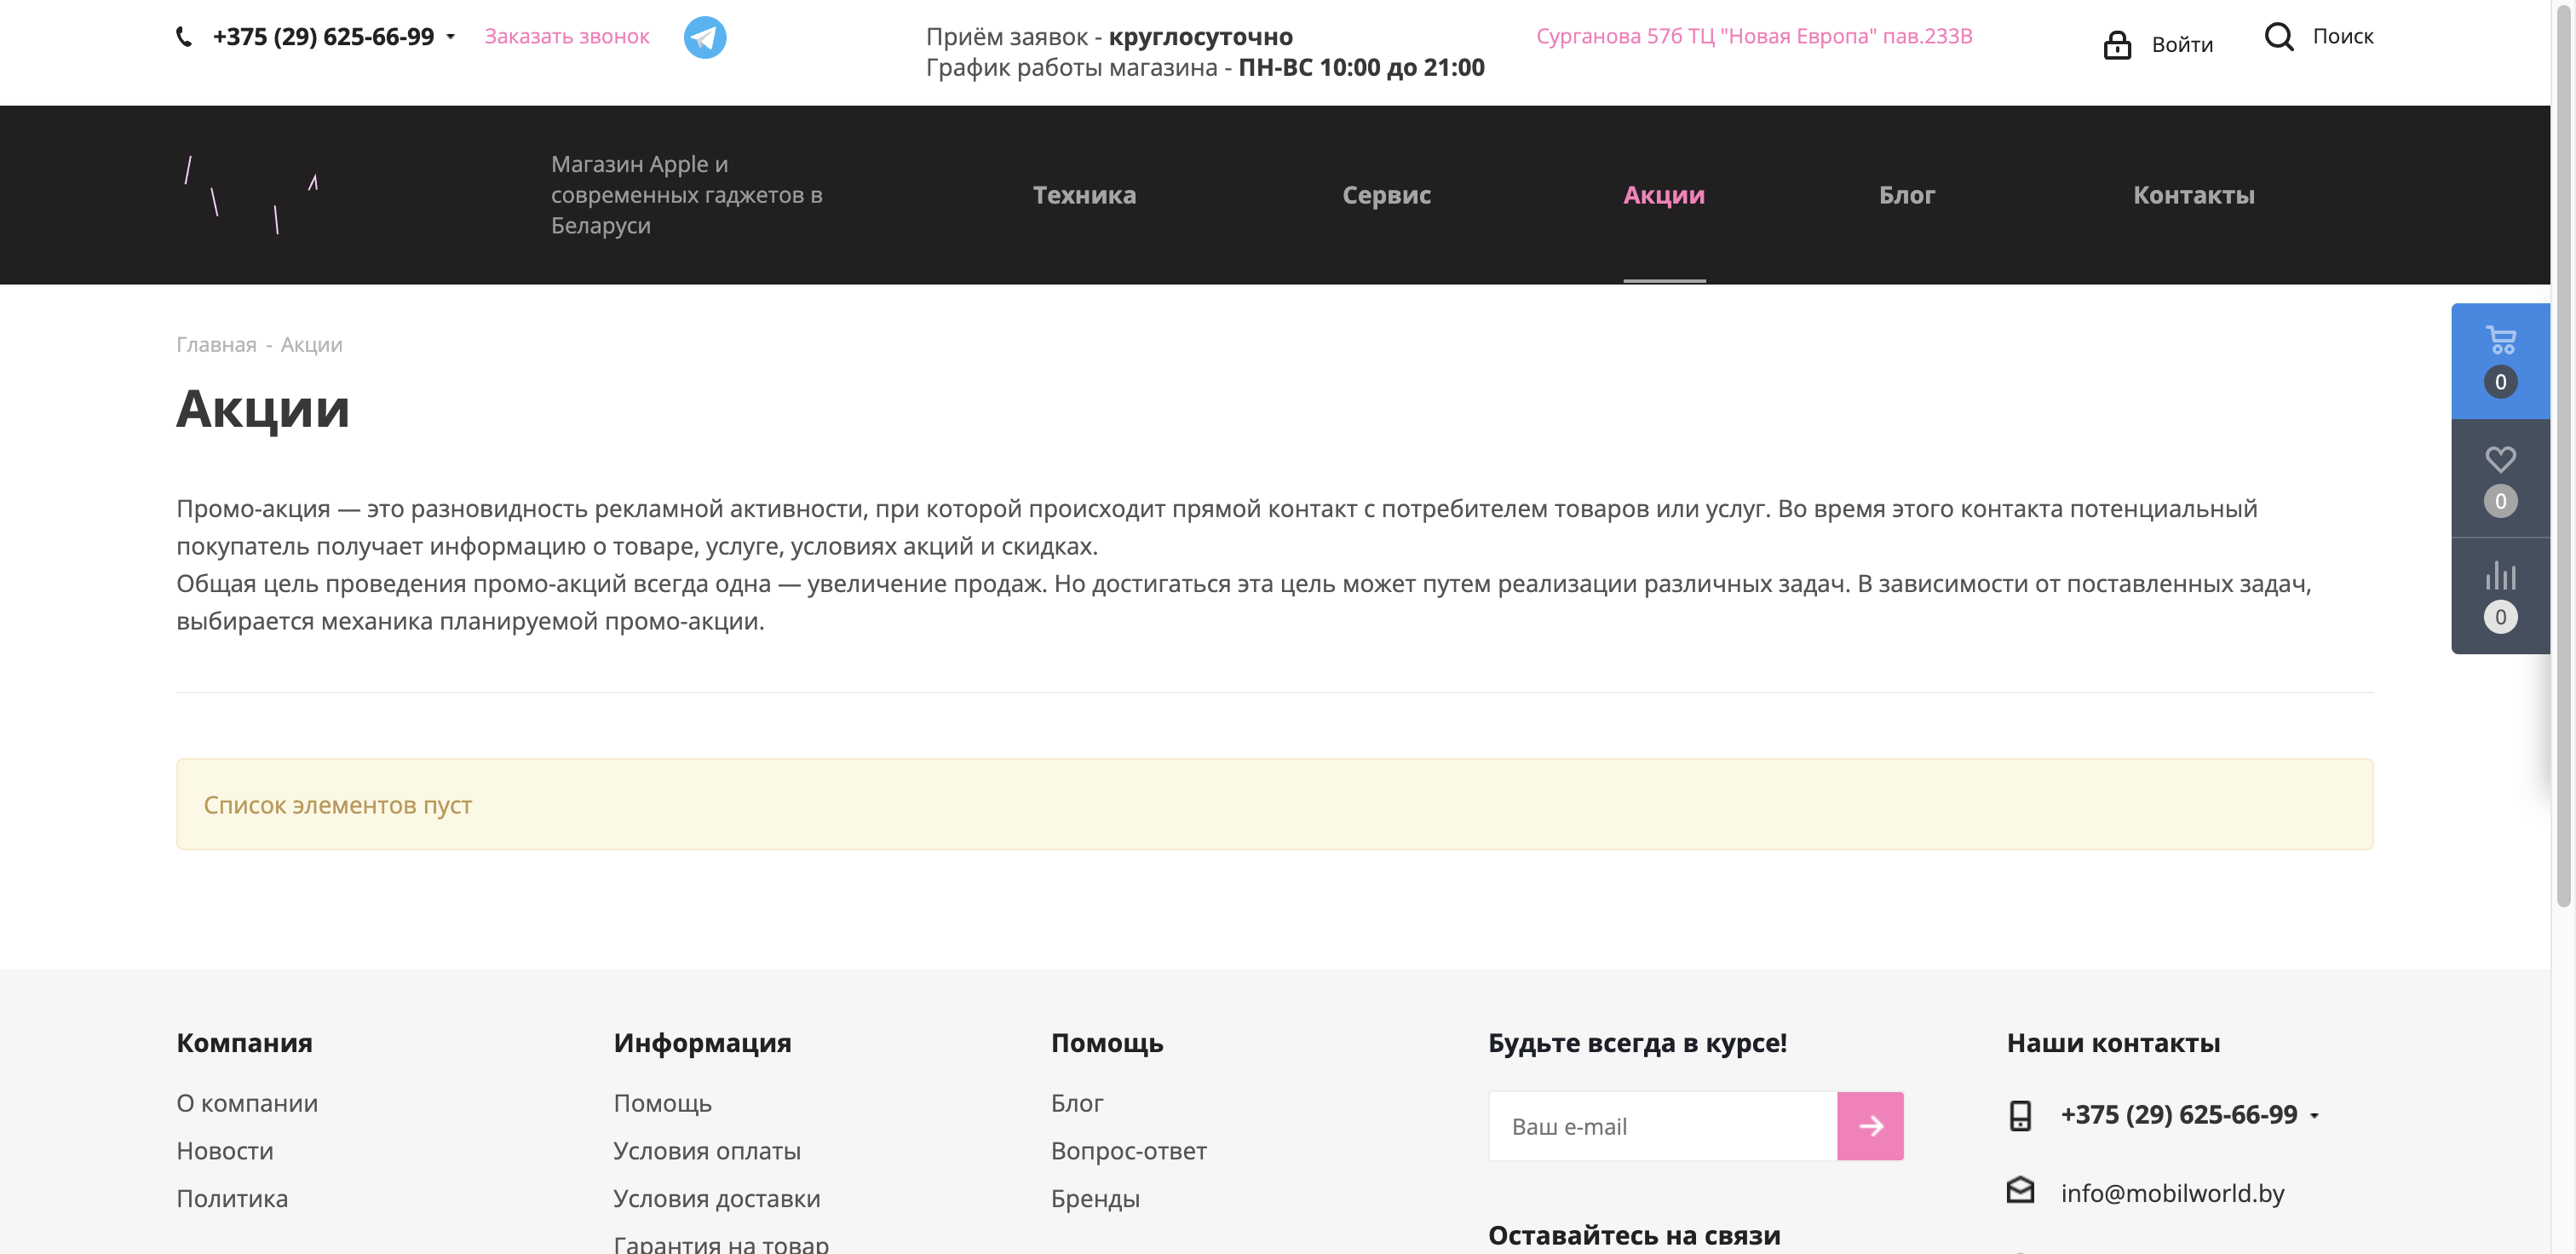 +375 (29) 625-66-99
Заказать звонок
Приём заявок - круглосуточно
График работы магазина - ПН-ВС 10:00 до 21:00
Сурганова 57б ТЦ "Новая Европа" пав.233В
Войти
Поиск
Магазин Apple и
современных гаджетов в
Беларуси
Техника
Сервис
Акции
Блог
Контакты
Главная - Акции
Акции
0
0
0
Промо-акция — это разновидность рекламной активности, при которой происходит прямой контакт с потребителем товаров или услуг. Во время этого контакта потенциальный
покупатель получает информацию о товаре, услуге, условиях акций и скидках.
Общая цель проведения промо-акций всегда одна — увеличение продаж. Но достигаться эта цель может путем реализации различных задач. В зависимости от поставленных задач,
выбирается механика планируемой промо-акции.
Список элементов пуст
Компания
О компании
Новости
Политика
Информация
Помощь
Условия оплаты
Условия доставки
Гарантия на товар
Помощь
Блог
Вопрос-ответ
Бренды
Будьте всегда в курсе!
Ваш e-mail
Оставайтесь на связи
Наши контакты
+375 (29) 625-66-99
info@mobilworld.by